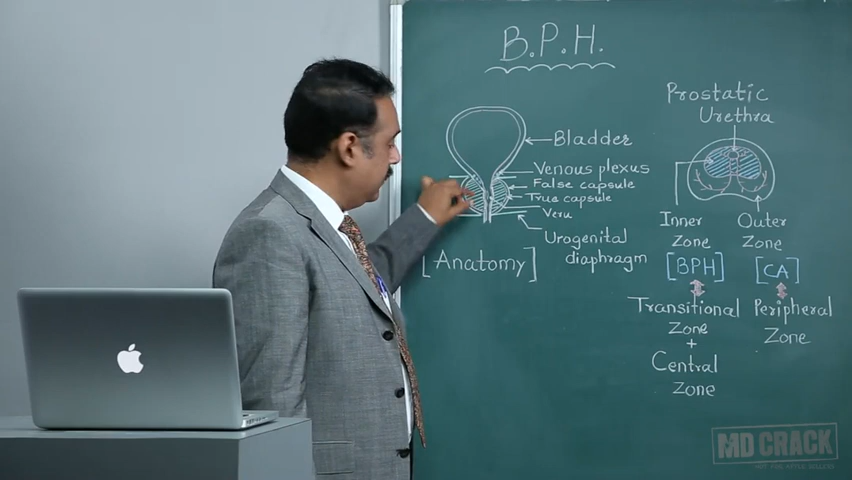 B.P.H.
Bladder
Venous plexus
False capsule
True capsule
Veru
Urogenital
diaphragm
[Anatomy]
Prostatic
Urethra
Inner
Zone
[BPH]
Transitional
Zone
+
Central
Zone
Outer
Zone
[CA]
Peripheral
Zone
MD CRACK